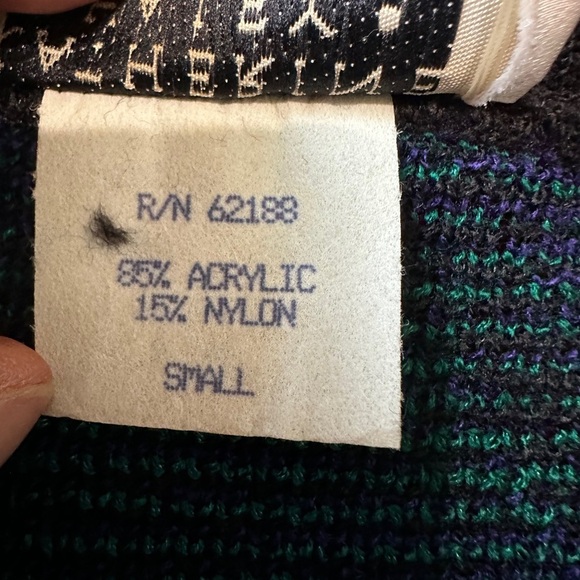 R/N 62188
85% ACRYLIC
15% NYLON
SMALL